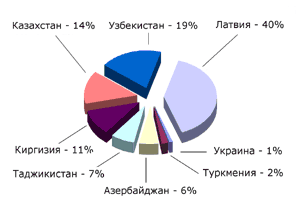 Узбекистан - 19%
Латвия - 40%
Казахстан - 14%
Киргизия - 11%
Украина - 1%
Таджикистан - 7%
Туркмения - 2%
Азербайджан - 6%